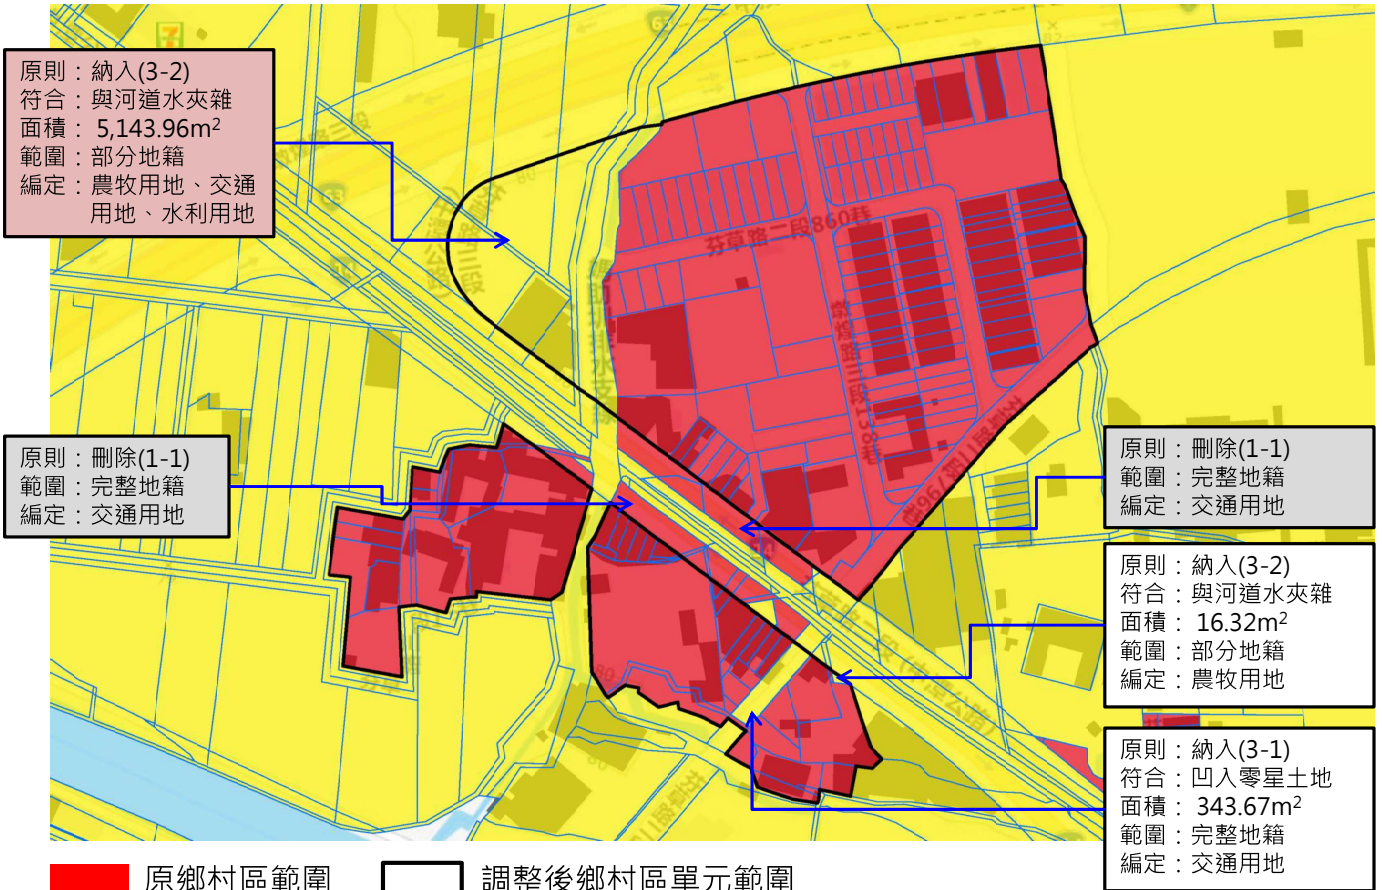 原則：納入(3-2)
符合：與河道水夾雜
面積： 5,143.96m²
範圍：部分地籍
編定：農牧用地、交通
用地、水利用地
原則：刪除(1-1)
範圍：完整地籍
編定：交通用地
芬草路二段860巷
原則：刪除(1-1)
範圍：完整地籍
編定：交通用地
原則：納入(3-2)
符合：與河道水夾雜
面積： 16.32m²
範圍：部分地籍
編定：農牧用地
原則：納入(3-1)
符合：凹入零星土地
面積： 343.67m²
範圍：完整地籍
編定：交通用地
原鄉村區範圍
調整後鄉村區單元範圍